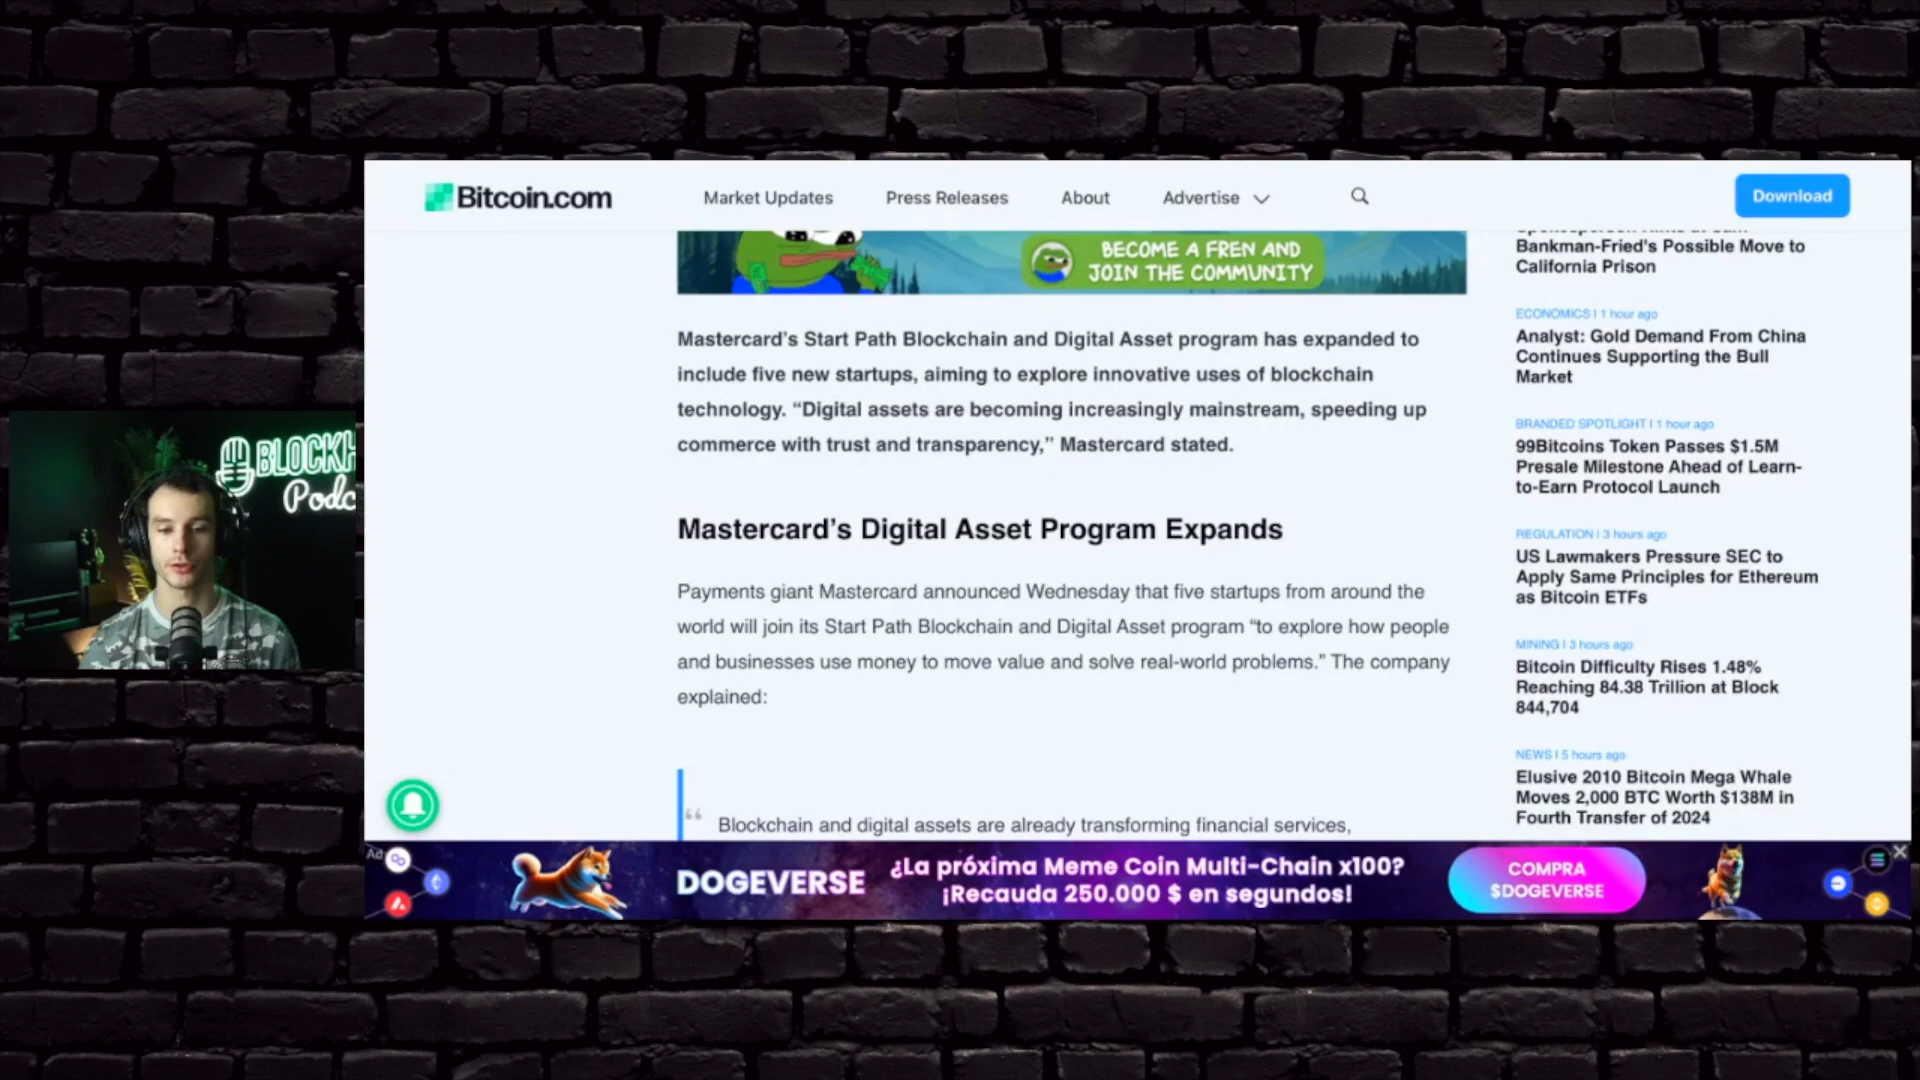 Bitcoin.com
Market Updates
Press Releases
About
Advertise
Download
BECOME A FREN AND
JOIN THE COMMUNITY
Mastercard’s Start Path Blockchain and Digital Asset program has expanded to
include five new startups, aiming to explore innovative uses of blockchain
technology. “Digital assets are becoming increasingly mainstream, speeding up
commerce with trust and transparency,” Mastercard stated.
Mastercard’s Digital Asset Program Expands
Payments giant Mastercard announced Wednesday that five startups from around the
world will join its Start Path Blockchain and Digital Asset program “to explore how people
and businesses use money to move value and solve real-world problems.” The company
explained:
“ Blockchain and digital assets are already transforming financial services,
Bankman-Fried's Possible Move to
California Prison
ECONOMICS | 1 hour ago
Analyst: Gold Demand From China
Continues Supporting the Bull
Market
BRANDED SPOTLIGHT | 1 hour ago
99Bitcoins Token Passes $1.5M
Presale Milestone Ahead of Learn-
to-Earn Protocol Launch
REGULATION | 3 hours ago
US Lawmakers Pressure SEC to
Apply Same Principles for Ethereum
as Bitcoin ETFs
MINING | 3 hours ago
Bitcoin Difficulty Rises 1.48%
Reaching 84.38 Trillion at Block
844,704
NEWS | 5 hours ago
Elusive 2010 Bitcoin Mega Whale
Moves 2,000 BTC Worth $138M in
Fourth Transfer of 2024
BLOCKH
Podc
Ad
DOGEVERSE
¿La próxima Meme Coin Multi-Chain x100?
¡Recauda 250.000 $ en segundos!
COMPRA
$DOGEVERSE